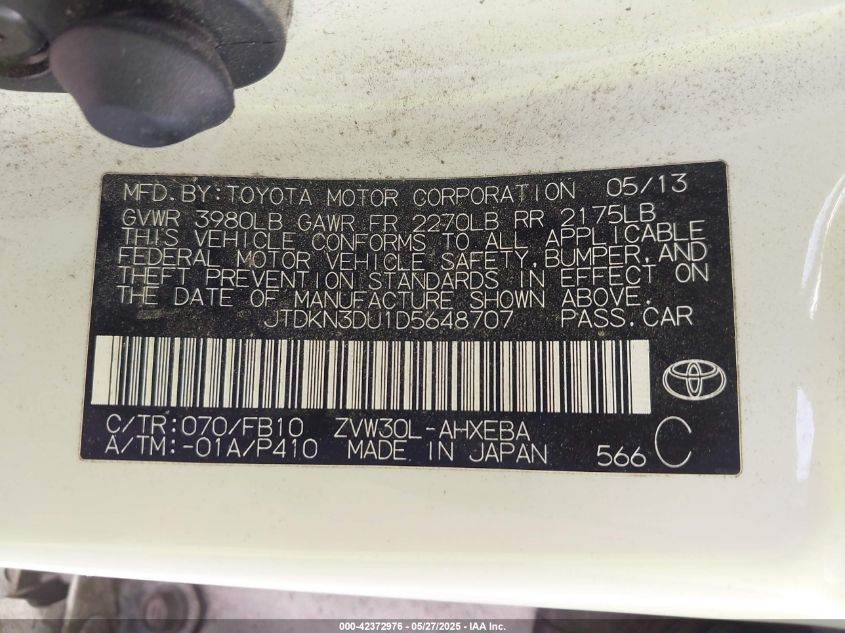 MFD. BY: TOYOTA MOTOR CORPORATION 05/13
GVWR 3980LB GAWR FR 2270LB RR 2175LB
THIS VEHICLE CONFORMS TO ALL APPLICABLE
FEDERAL MOTOR VEHICLE SAFETY, BUMPER, AND
THEFT PREVENTION STANDARDS IN EFFECT ON
THE DATE OF MANUFACTURE SHOWN ABOVE.
JTDKN3DU1D5648707 PASS. CAR
C/TR: 070/FB10 ZVW30L-AHXEBA
A/TM: -01A/P410 MADE IN JAPAN 566 C
000-42372976 - 05/27/2025 - IAA Inc.